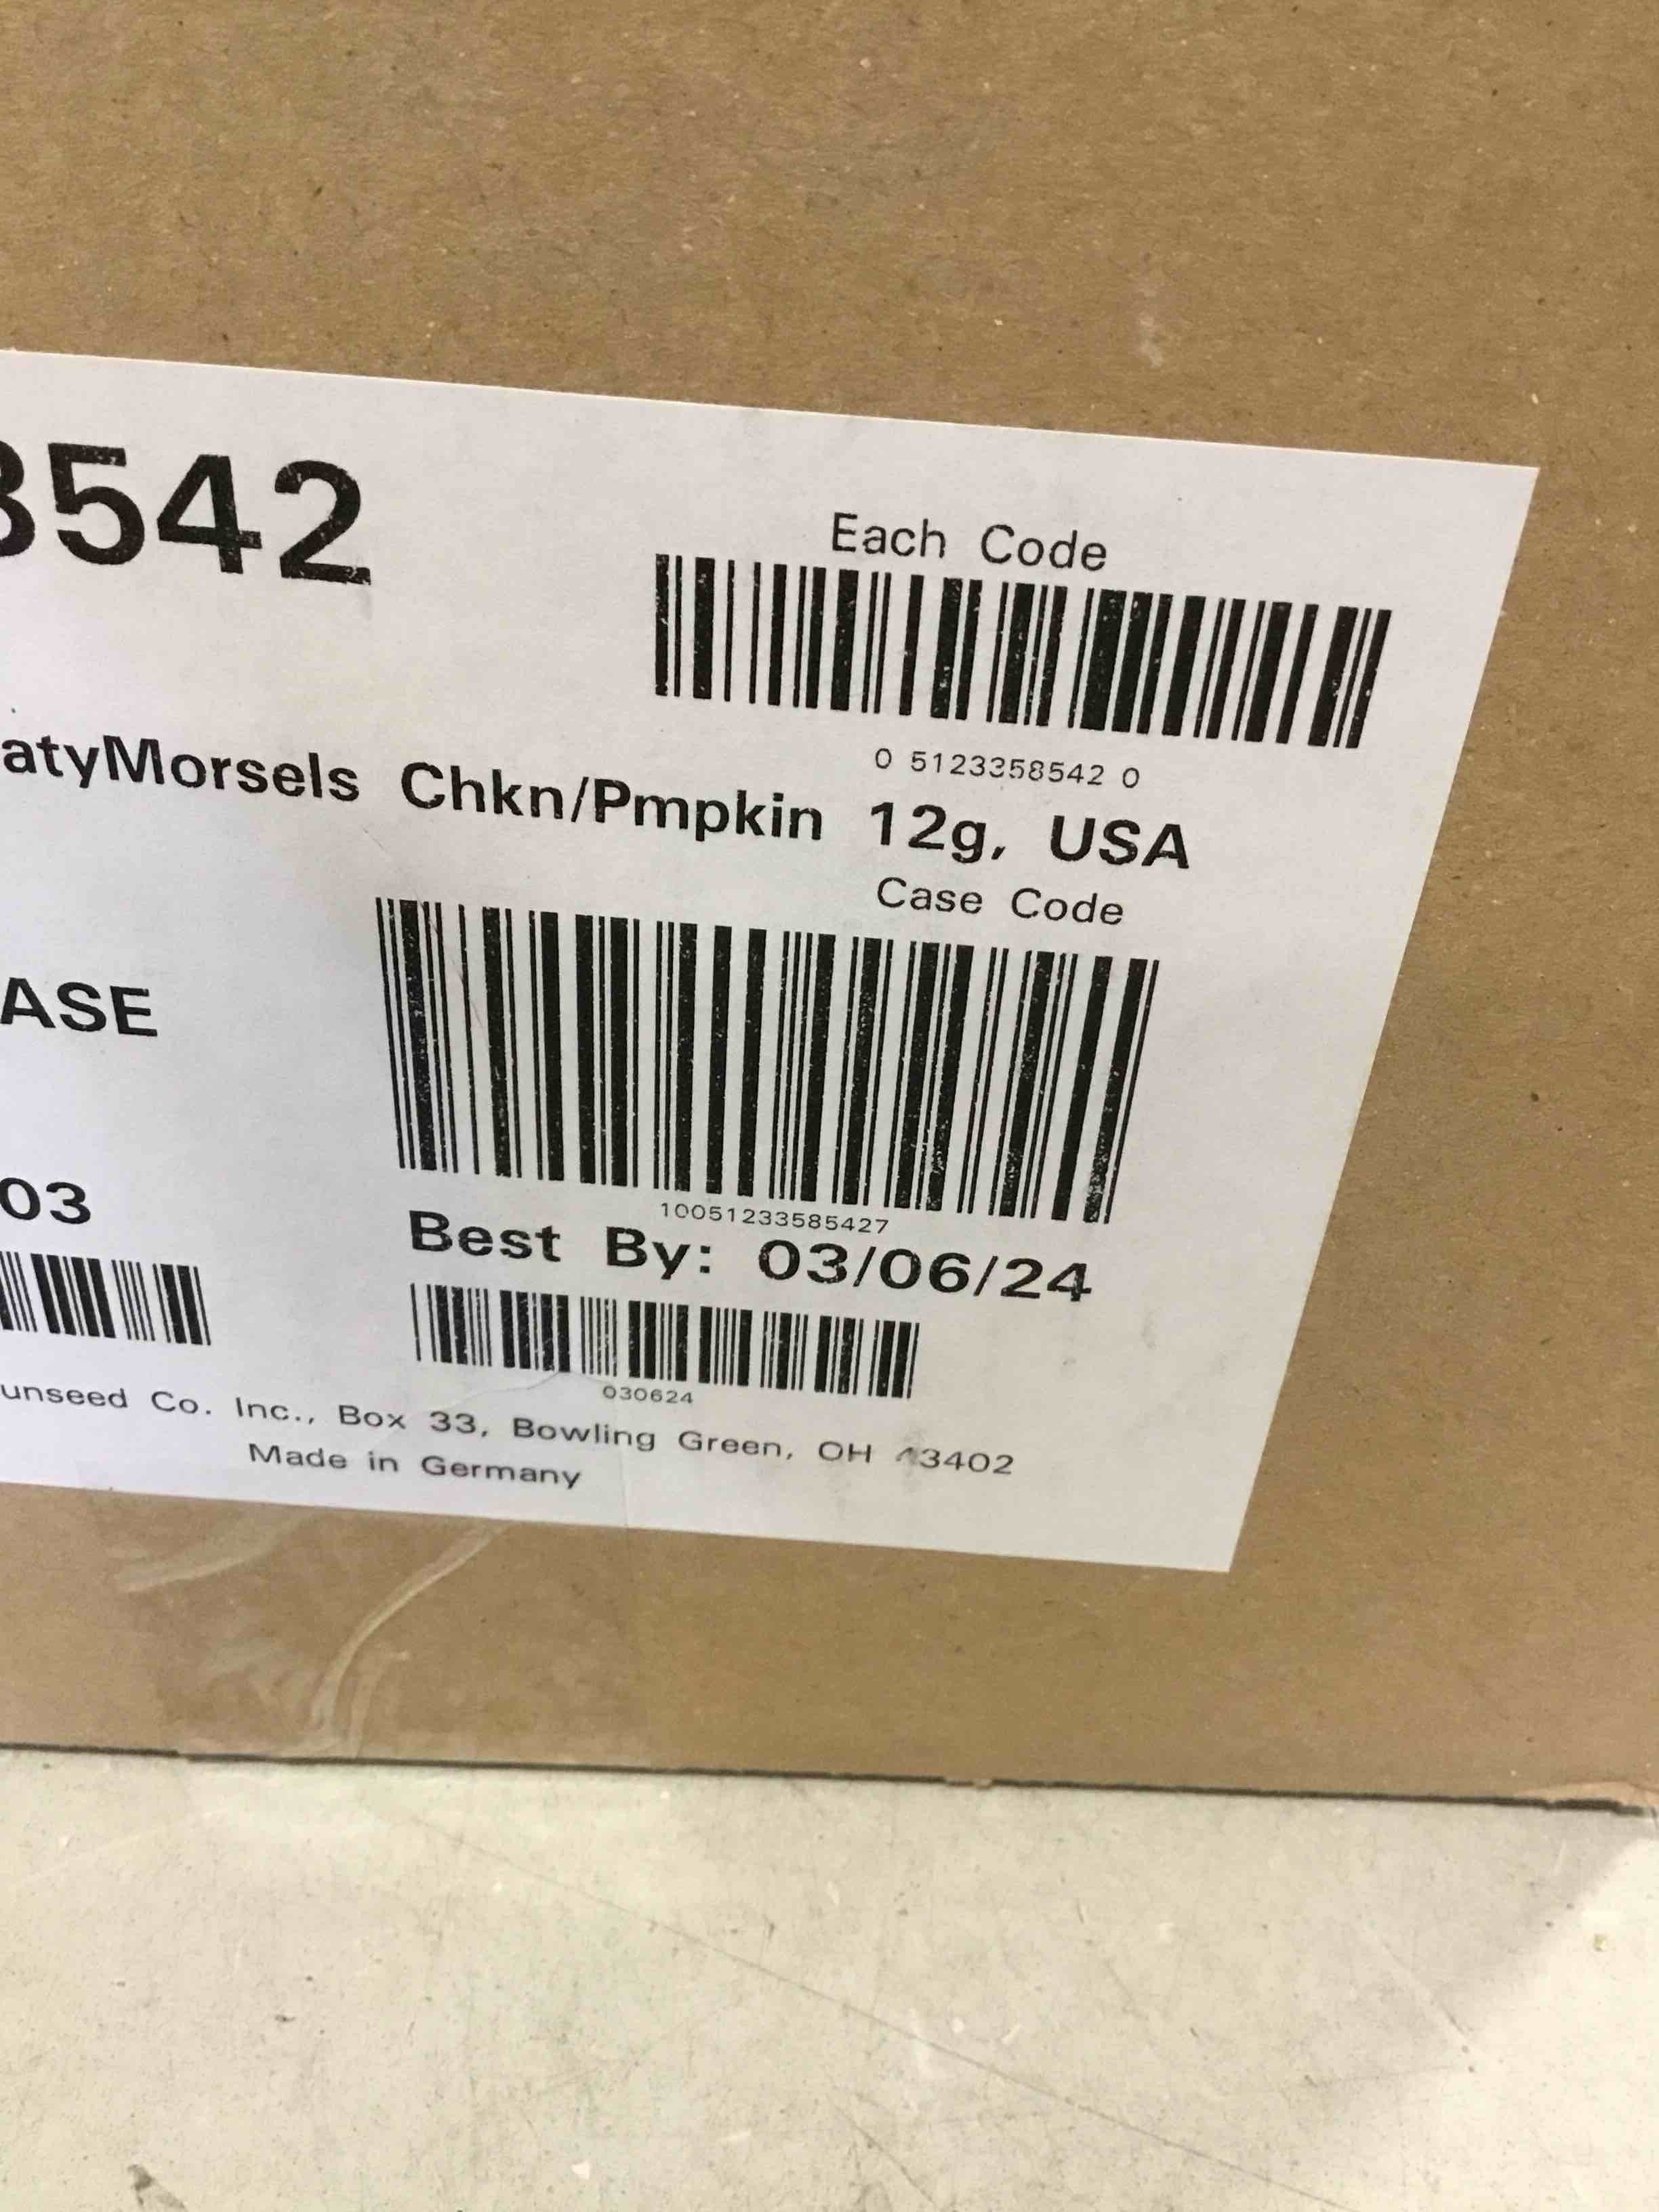 3542
Each Code
0 5123358542 0
atyMorsels Chkn/Pmpkin 12g, USA
Case Code
ASE
10051233585427
03
Best By: 03/06/24
030624
unseed Co. Inc., Box 33, Bowling Green, OH 43402
Made in Germany